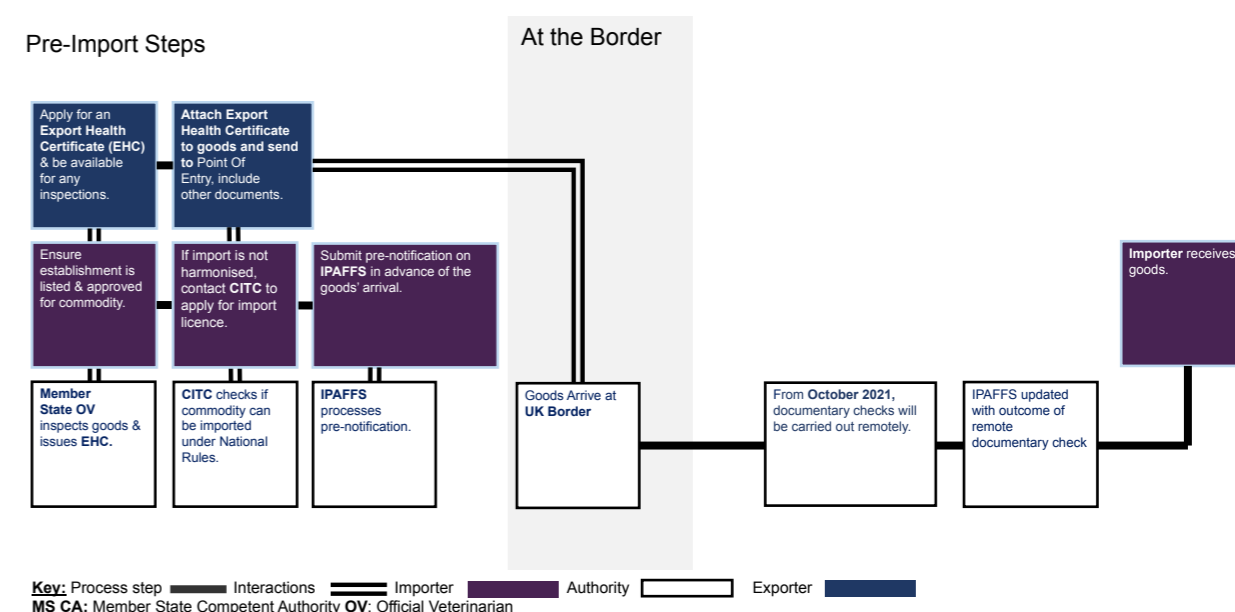 Pre-Import Steps
At the Border
Apply for an
Export Health
Certificate (EHC)
& be available
for any
inspections.
Attach Export
Health Certificate
to goods and send
to Point Of
Entry, include
other documents.
Ensure
establishment is
listed & approved
for commodity.
If import is not
harmonised,
contact CITC to
apply for import
licence.
Submit pre-notification on
IPAFFS in advance of the
goods' arrival.
Importer receives
goods.
Member
State OV
inspects goods &
issues EHC.
CITC checks if
commodity can
be imported
under National
Rules.
IPAFFS
processes
pre-notification.
Goods Arrive at
UK Border
From October 2021,
documentary checks will
be carried out remotely.
IPAFFS updated
with outcome of
remote
documentary check
Key: Process step Interactions Importer Authority Exporter
MS CA: Member State Competent Authority OV: Official Veterinarian